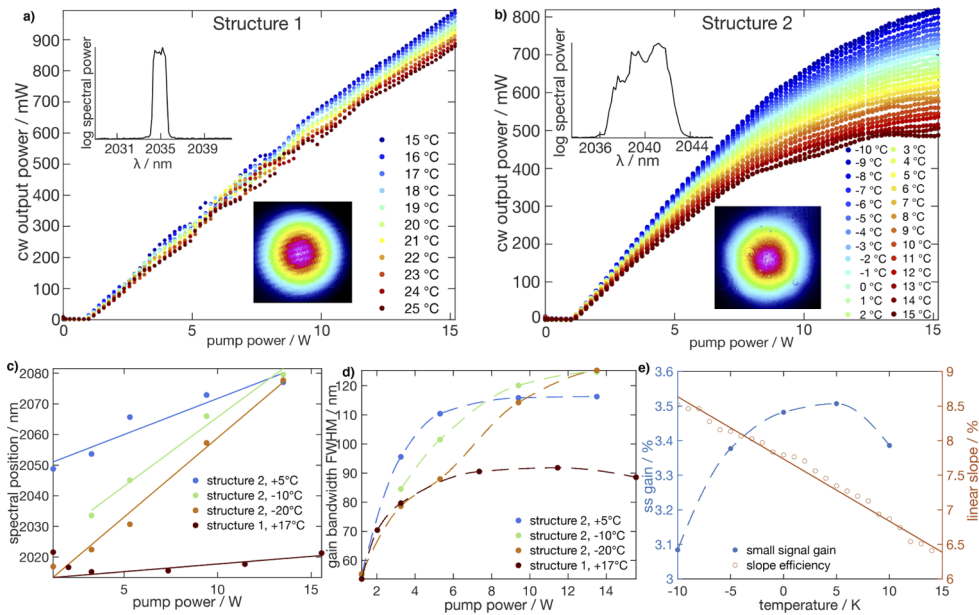 a) Structure 1
cw output power / mW
900
800
700
600
500
400
300
200
100
0
0 5 10 15
pump power / W
log spectral power
2031 2035 2039
λ / nm
15 °C
16 °C
17 °C
18 °C
19 °C
20 °C
21 °C
22 °C
23 °C
24 °C
25 °C
b) Structure 2
cw output power / mW
800
700
600
500
400
300
200
100
0
0 5 10 15
pump power / W
log spectral power
2036 2040 2044
λ / nm
-10 °C 3 °C
-9 °C 4 °C
-8 °C 5 °C
-7 °C 6 °C
-6 °C 7 °C
-5 °C 8 °C
-4 °C 9 °C
-3 °C 10 °C
-2 °C 11 °C
-1 °C 12 °C
0 °C 13 °C
1 °C 14 °C
2 °C 15 °C
c)
spectral position / nm
2080
2070
2060
2050
2040
2030
2020
5 10 15
pump power / W
structure 2, +5°C
structure 2, -10°C
structure 2, -20°C
structure 1, +17°C
d)
gain bandwidth FWHM / nm
120
110
100
90
80
70
60
2 4 6 8 10 12 14
pump power / W
structure 2, +5°C
structure 2, -10°C
structure 2, -20°C
structure 1, +17°C
e)
ss gain / %
3.6
3.5
3.4
3.3
3.2
3.1
3
-10 -5 0 5 10
temperature / K
9
8.5
8
7.5
7
6.5
6
linear slope / %
small signal gain
slope efficiency